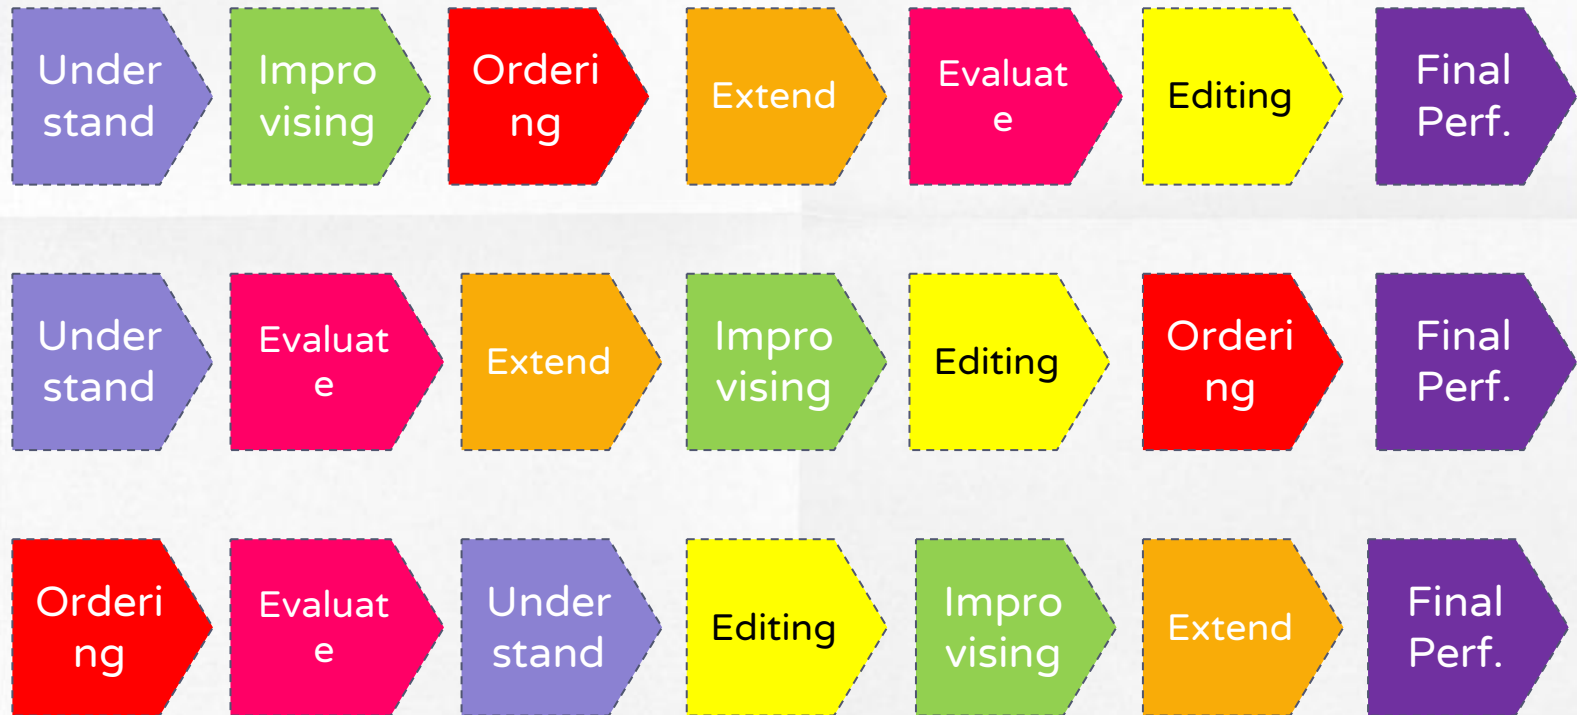 Under
stand
Impro
vising
Orderi
ng
Extend
Evaluat
e
Editing
Final
Perf.
Under
stand
Evaluat
e
Extend
Impro
vising
Editing
Orderi
ng
Final
Perf.
Orderi
ng
Evaluat
e
Under
stand
Editing
Impro
vising
Extend
Final
Perf.